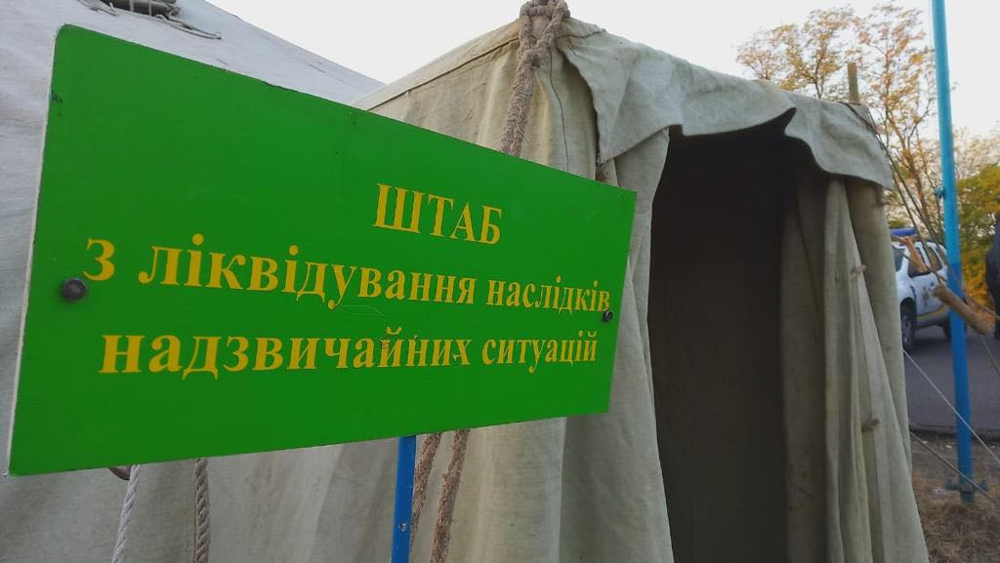 ШТАБ
з ліквідування наслідків
надзвичайних ситуацій